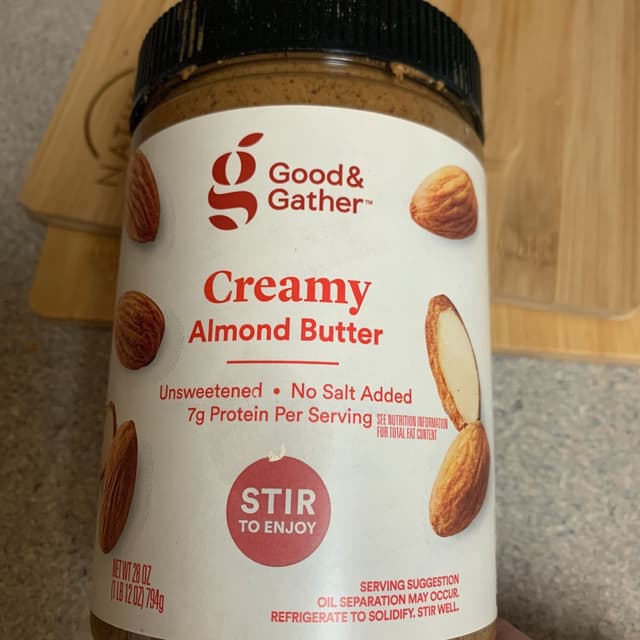 g
Good&
Gather™
Creamy
Almond Butter
Unsweetened • No Salt Added
7g Protein Per Serving
SEE NUTRITION INFORMATION
FOR TOTAL FAT CONTENT
STIR
TO ENJOY
NET WT 28 OZ
(1 LB 12 OZ) 794g
SERVING SUGGESTION
OIL SEPARATION MAY OCCUR.
REFRIGERATE TO SOLIDIFY. STIR WELL.